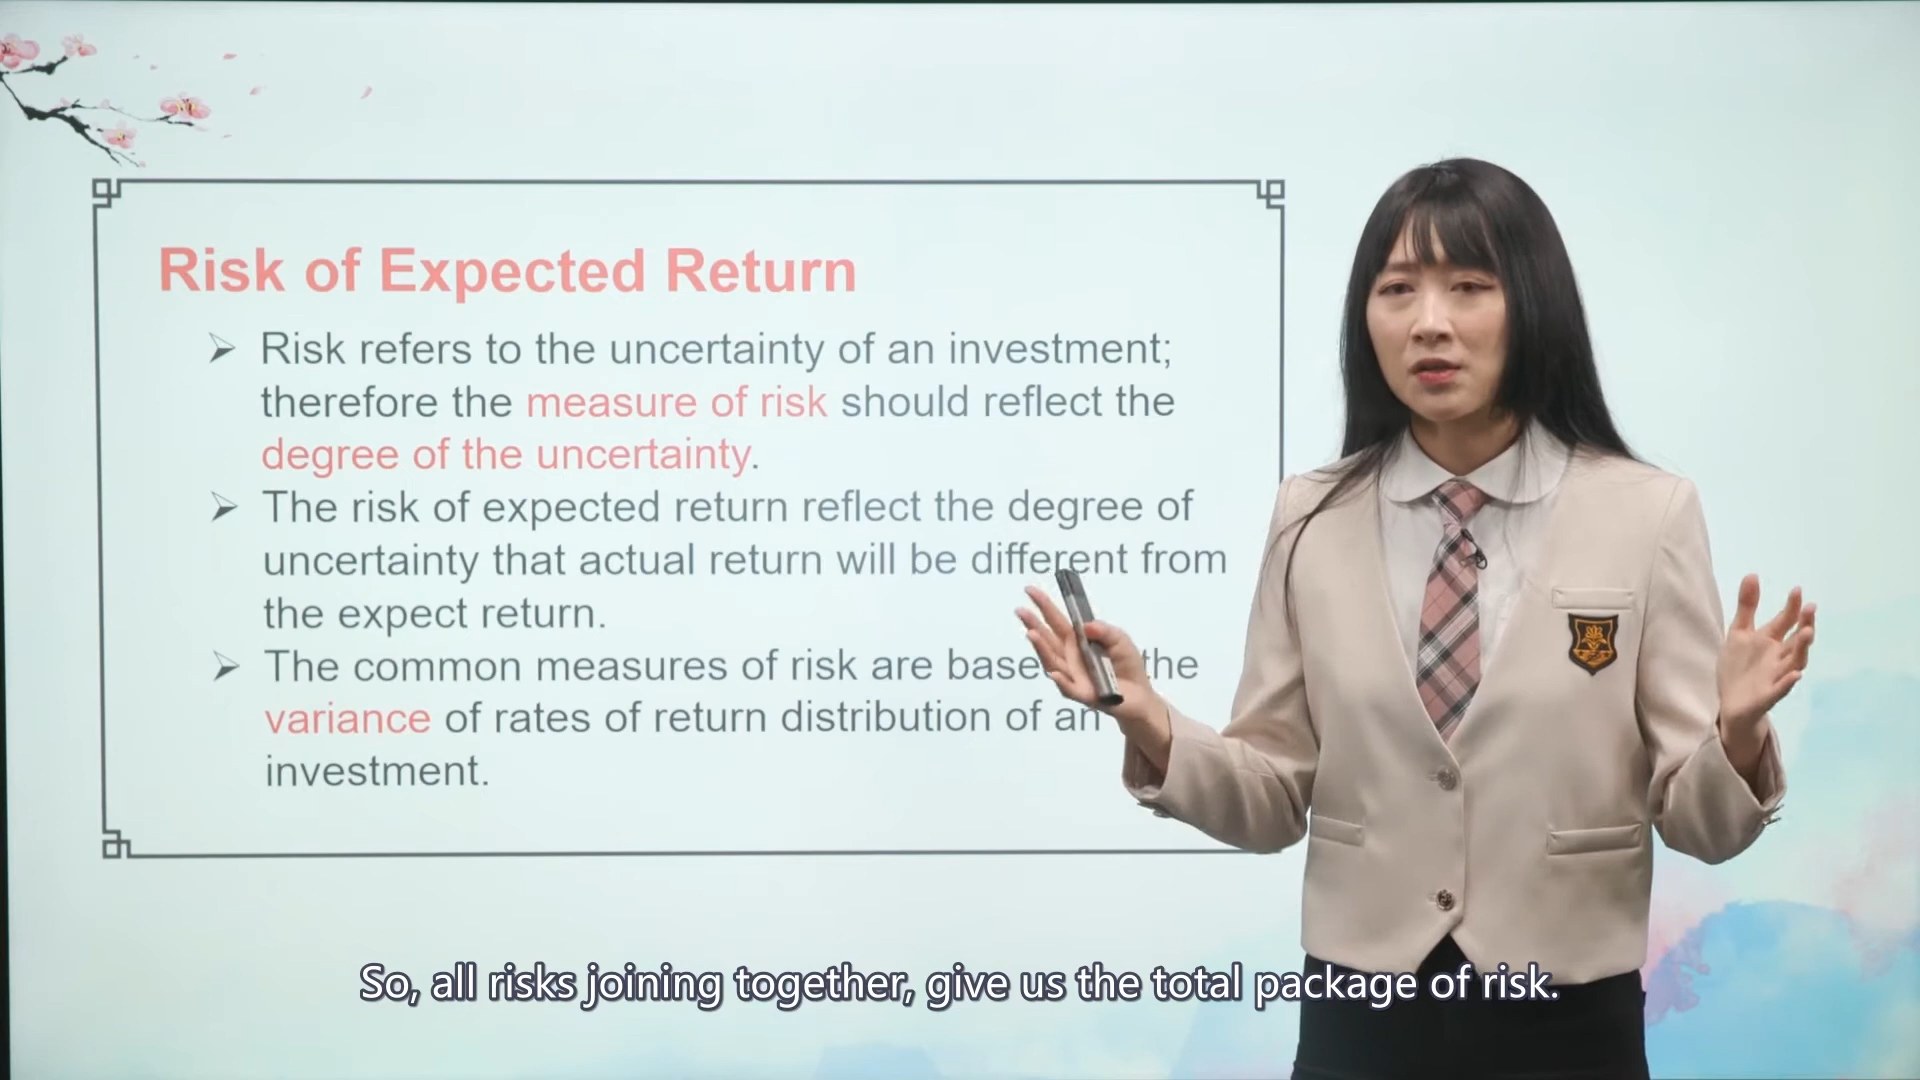 Risk of Expected Return
➢ Risk refers to the uncertainty of an investment;
therefore the measure of risk should reflect the
degree of the uncertainty.
➢ The risk of expected return reflect the degree of
uncertainty that actual return will be different from
the expect return.
➢ The common measures of risk are base the
variance of rates of return distribution of an
investment.
So, all risks joining together, give us the total package of risk.